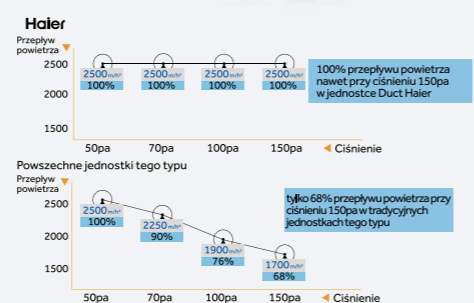 Haier
Przepływ
powietrza
2500
2500m/h³ 2500m/h³ 2500m/h³ 2500m/h³
100% 100% 100% 100%
100% przepływu powietrza
nawet przy ciśnieniu 150pa
w jednostce Duct Haier
2000
1500
50pa 70pa 100pa 150pa Ciśnienie
Powszechne jednostki tego typu
Przepływ
powietrza
2500
2500m/h³
100%
2250m/h³
90%
tylko 68% przepływu powietrza przy
ciśnieniu 150pa w tradycyjnych
jednostkach tego typu
2000
1900m/h³
76%
1700m/h³
68%
1500
50pa 70pa 100pa 150pa Ciśnienie